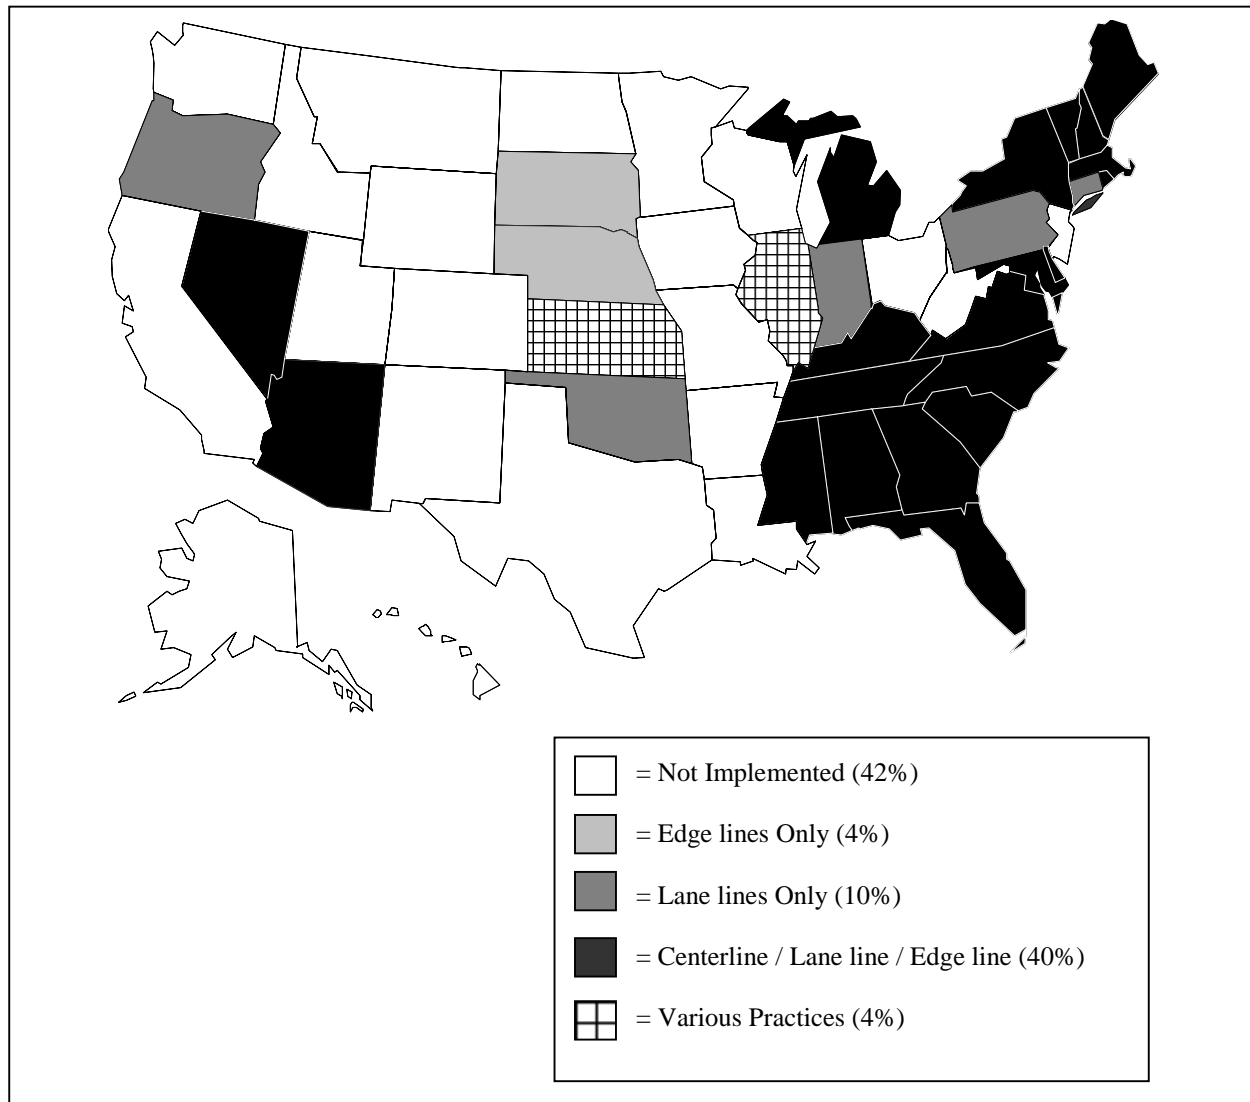 = Not Implemented (42%)
= Edge lines Only (4%)
= Lane lines Only (10%)
= Centerline / Lane line / Edge line (40%)
= Various Practices (4%)